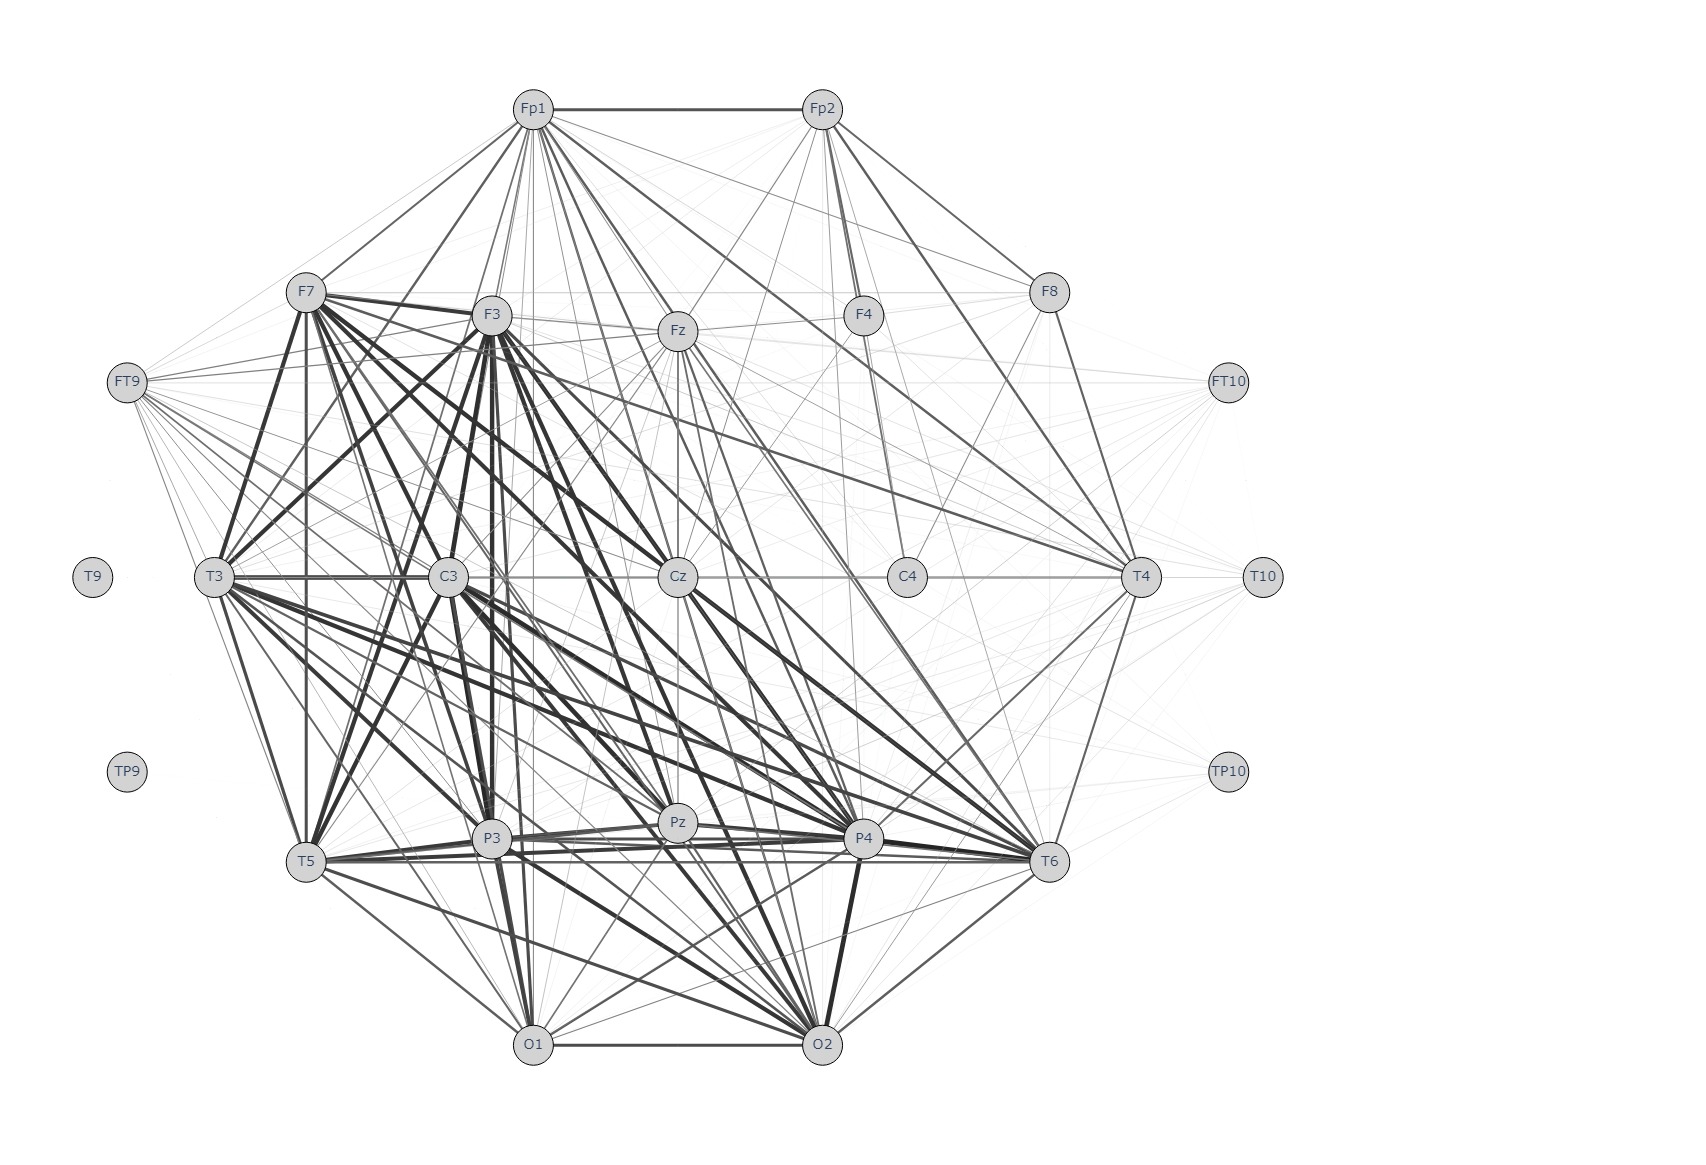 Fp1 Fp2
F7 F8
F3 Fz F4
FT9 FT10
T9 T3 C3 Cz C4 T4 T10
TP9 TP10
Pz
P3 P4
T5 T6
O1 O2